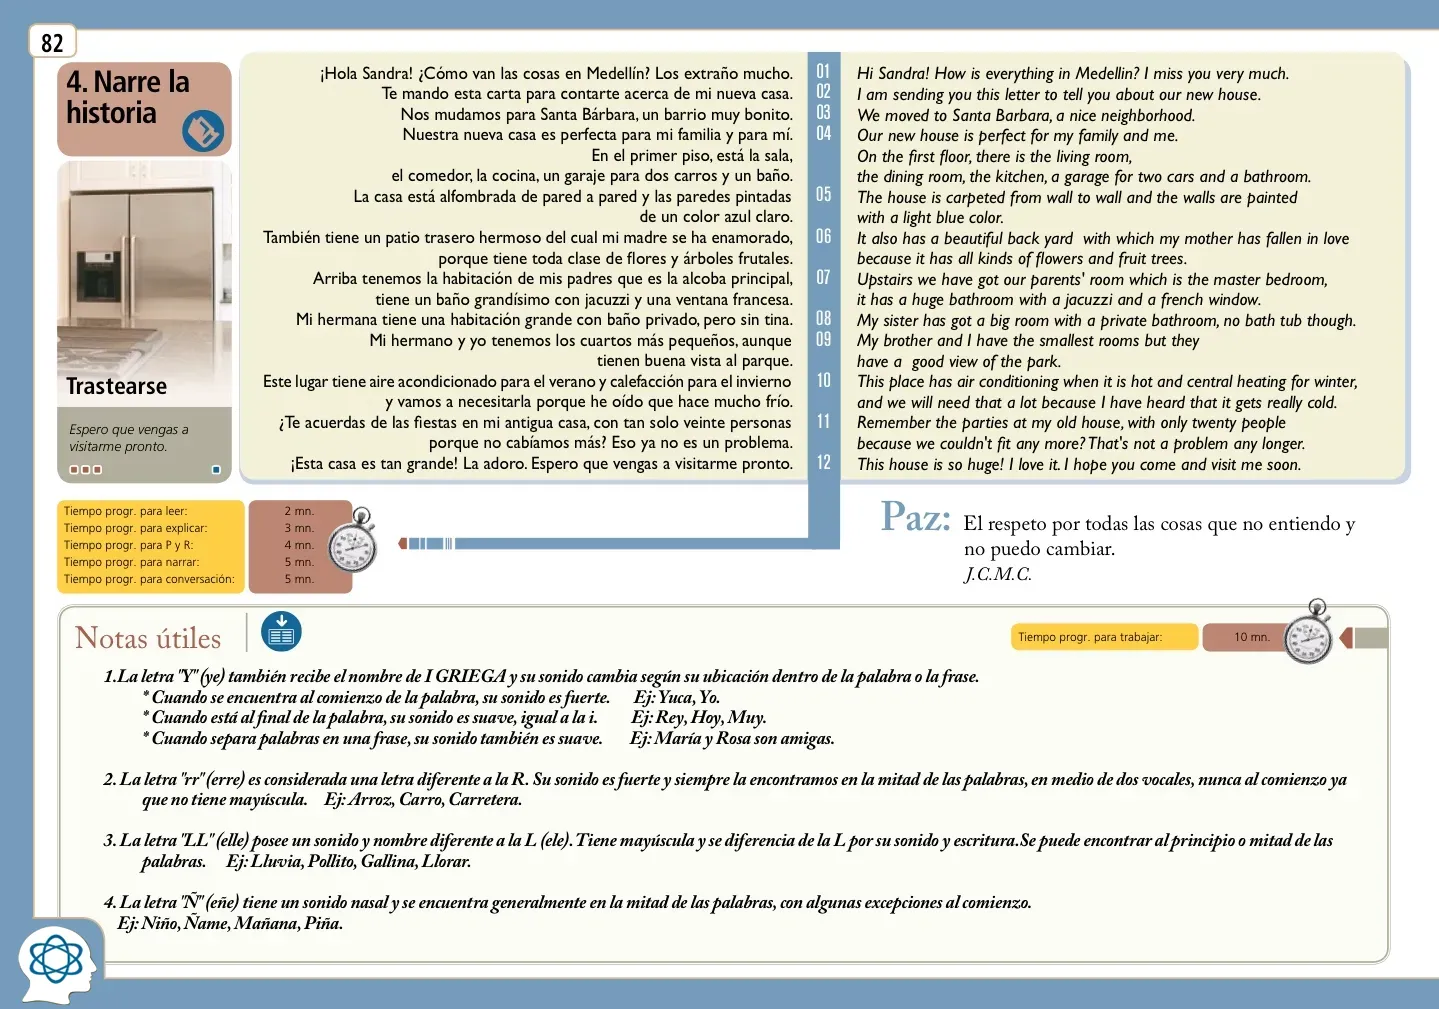 82
4. Narre la
historia
Trastearse
Espero que vengas a
visitarme pronto.
¡Hola Sandra! ¿Cómo van las cosas en Medellín? Los extraño mucho.
Te mando esta carta para contarte acerca de mi nueva casa.
Nos mudamos para Santa Bárbara, un barrio muy bonito.
Nuestra nueva casa es perfecta para mi familia y para mí.
En el primer piso, está la sala,
el comedor, la cocina, un garaje para dos carros y un baño.
La casa está alfombrada de pared a pared y las paredes pintadas
de un color azul claro.
También tiene un patio trasero hermoso del cual mi madre se ha enamorado,
porque tiene toda clase de flores y árboles frutales.
Arriba tenemos la habitación de mis padres que es la alcoba principal,
tiene un baño grandísimo con jacuzzi y una ventana francesa.
Mi hermana tiene una habitación grande con baño privado, pero sin tina.
Mi hermano y yo tenemos los cuartos más pequeños, aunque
tienen buena vista al parque.
Este lugar tiene aire acondicionado para el verano y calefacción para el invierno
y vamos a necesitarla porque he oído que hace mucho frío.
¿Te acuerdas de las fiestas en mi antigua casa, con tan solo veinte personas
porque no cabíamos más? Eso ya no es un problema.
¡Esta casa es tan grande! La adoro. Espero que vengas a visitarme pronto.
01
02
03
04
05
06
07
08
09
10
11
12
Hi Sandra! How is everything in Medellin? I miss you very much.
I am sending you this letter to tell you about our new house.
We moved to Santa Barbara, a nice neighborhood.
Our new house is perfect for my family and me.
On the first floor, there is the living room,
the dining room, the kitchen, a garage for two cars and a bathroom.
The house is carpeted from wall to wall and the walls are painted
with a light blue color.
It also has a beautiful back yard with which my mother has fallen in love
because it has all kinds of flowers and fruit trees.
Upstairs we have got our parents' room which is the master bedroom,
it has a huge bathroom with a jacuzzi and a french window.
My sister has got a big room with a private bathroom, no bath tub though.
My brother and I have the smallest rooms but they
have a good view of the park.
This place has air conditioning when it is hot and central heating for winter,
and we will need that a lot because I have heard that it gets really cold.
Remember the parties at my old house, with only twenty people
because we couldn't fit any more? That's not a problem any longer.
This house is so huge! I love it. I hope you come and visit me soon.
Tiempo progr. para leer: 2 mn.
Tiempo progr. para explicar: 3 mn.
Tiempo progr. para P y R: 4 mn.
Tiempo progr. para narrar: 5 mn.
Tiempo progr. para conversación: 5 mn.
Paz: El respeto por todas las cosas que no entiendo y
no puedo cambiar.
J.C.M.C.
Notas útiles
Tiempo progr. para trabajar: 10 mn.
1.La letra "Y" (ye) también recibe el nombre de I GRIEGA y su sonido cambia según su ubicación dentro de la palabra o la frase.
* Cuando se encuentra al comienzo de la palabra, su sonido es fuerte. Ej: Yuca, Yo.
* Cuando está al final de la palabra, su sonido es suave, igual a la i. Ej: Rey, Hoy, Muy.
* Cuando separa palabras en una frase, su sonido también es suave. Ej: María y Rosa son amigas.
2. La letra "rr" (erre) es considerada una letra diferente a la R. Su sonido es fuerte y siempre la encontramos en la mitad de las palabras, en medio de dos vocales, nunca al comienzo ya
que no tiene mayúscula. Ej: Arroz, Carro, Carretera.
3. La letra "LL" (elle) posee un sonido y nombre diferente a la L (ele). Tiene mayúscula y se diferencia de la L por su sonido y escritura.Se puede encontrar al principio o mitad de las
palabras. Ej: Lluvia, Pollito, Gallina, Llorar.
4. La letra "Ñ" (eñe) tiene un sonido nasal y se encuentra generalmente en la mitad de las palabras, con algunas excepciones al comienzo.
Ej: Niño, Ñame, Mañana, Piña.